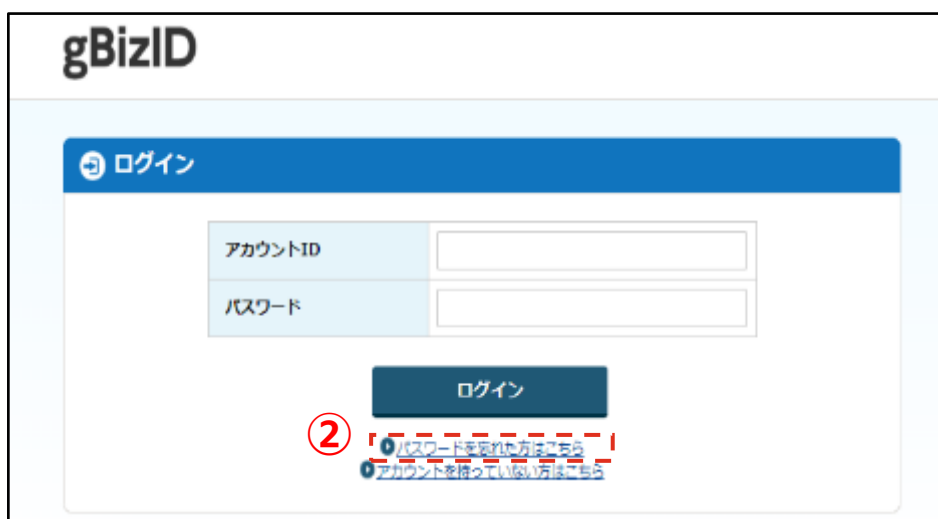 gBizID
ログイン
アカウントID
パスワード
ログイン
② パスワードを忘れた方はこちら
アカウントを持っていない方はこちら